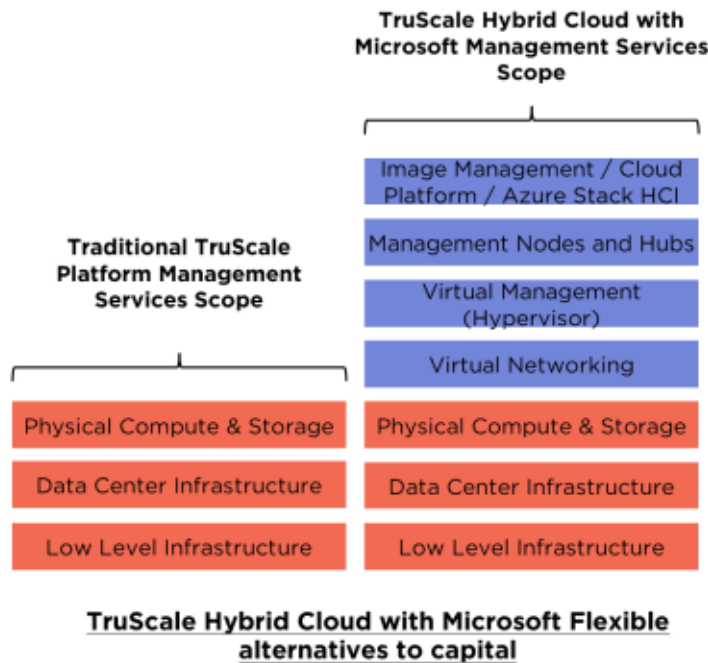 TruScale Hybrid Cloud with
Microsoft Management Services
Scope
Image Management / Cloud
Platform / Azure Stack HCI
Management Nodes and Hubs
Virtual Management
(Hypervisor)
Virtual Networking
Physical Compute & Storage
Data Center Infrastructure
Low Level Infrastructure
Traditional TruScale
Platform Management
Services Scope
Physical Compute & Storage
Data Center Infrastructure
Low Level Infrastructure
TruScale Hybrid Cloud with Microsoft Flexible
alternatives to capital